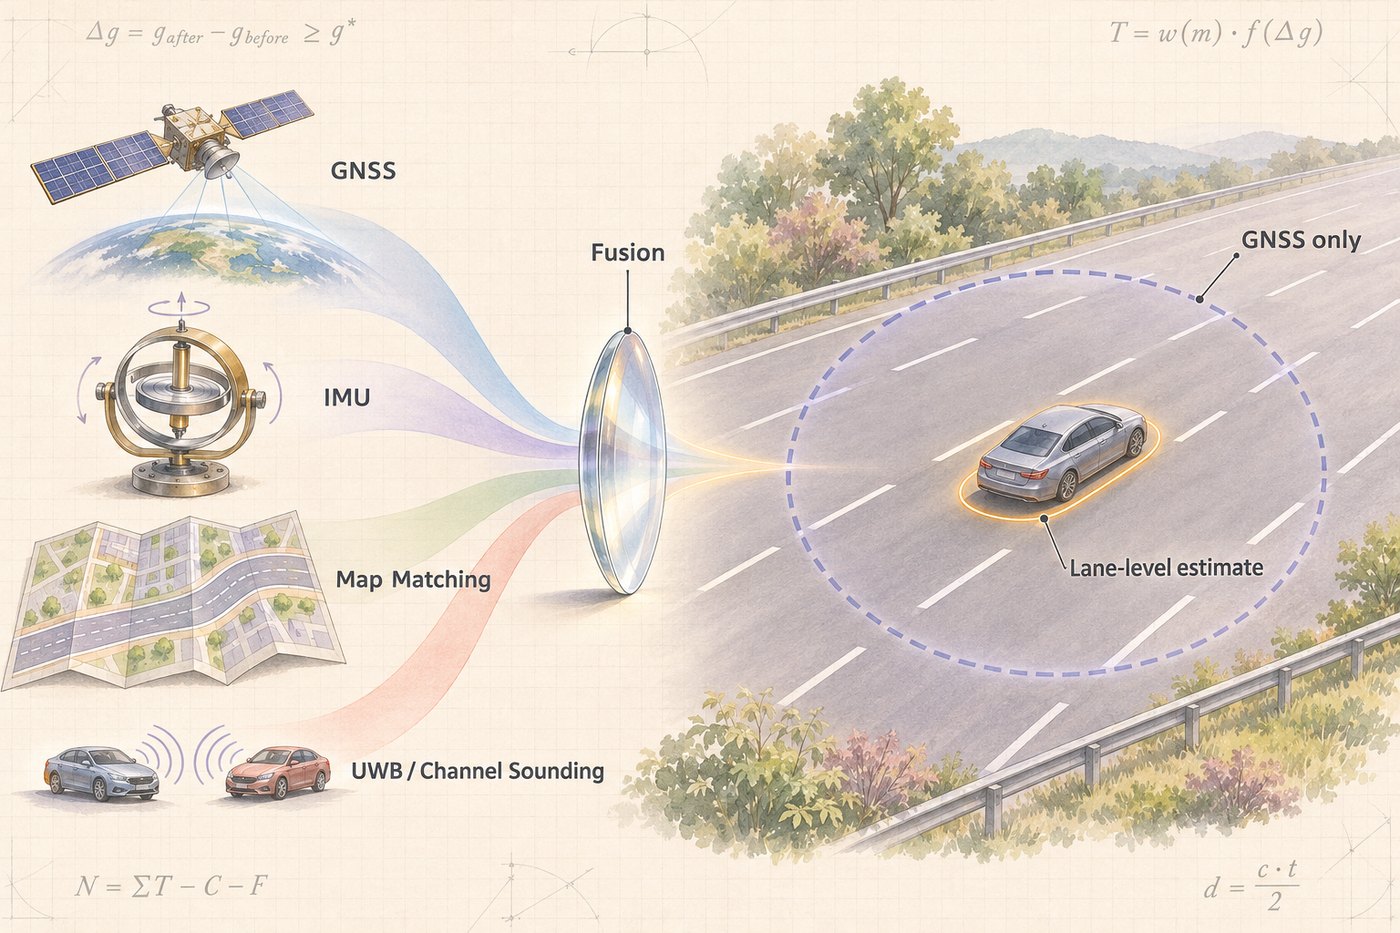 Δg = g_after − g_before ≥ g*
T = w(m) · f(Δg)
GNSS
GNSS only
Fusion
IMU
Lane-level estimate
Map Matching
UWB / Channel Sounding
N = ΣT − C − F
d = c · t / 2